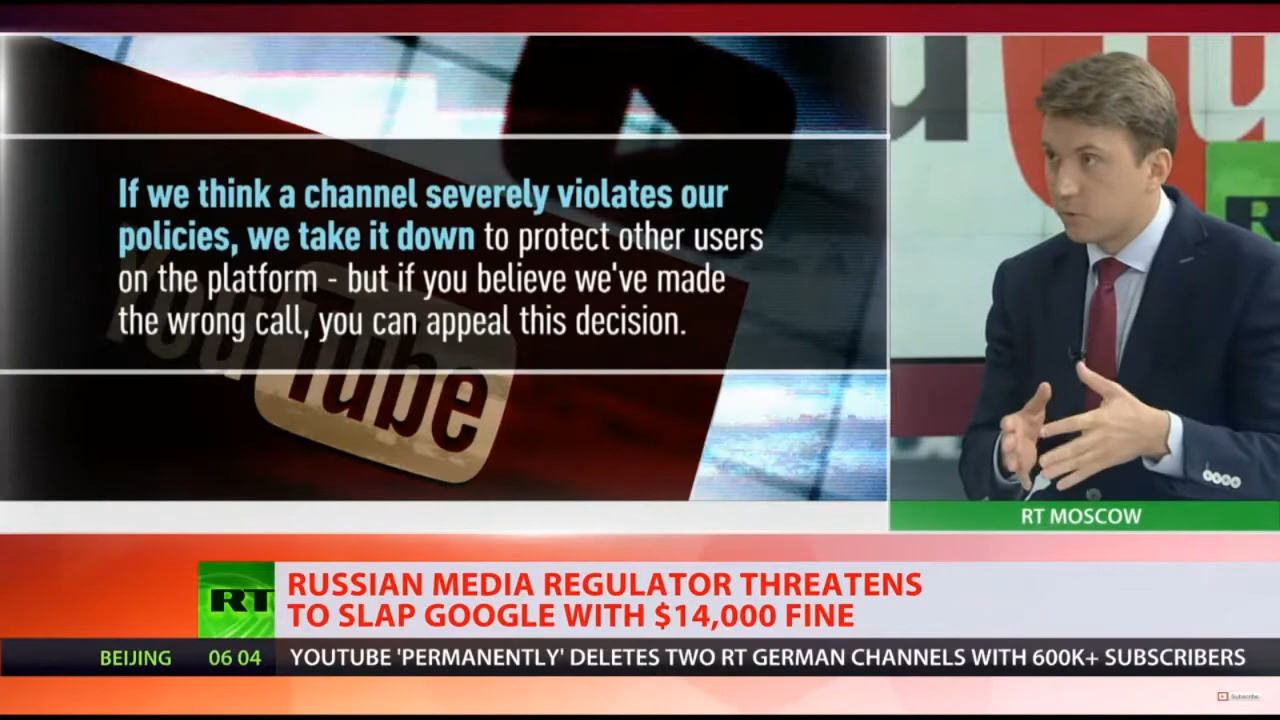 If we think a channel severely violates our
policies, we take it down to protect other users
on the platform - but if you believe we've made
the wrong call, you can appeal this decision.
YouTube
RT MOSCOW
RT
RUSSIAN MEDIA REGULATOR THREATENS
TO SLAP GOOGLE WITH $14,000 FINE
BEIJING 06 04 YOUTUBE 'PERMANENTLY' DELETES TWO RT GERMAN CHANNELS WITH 600K+ SUBSCRIBERS
Subscribe